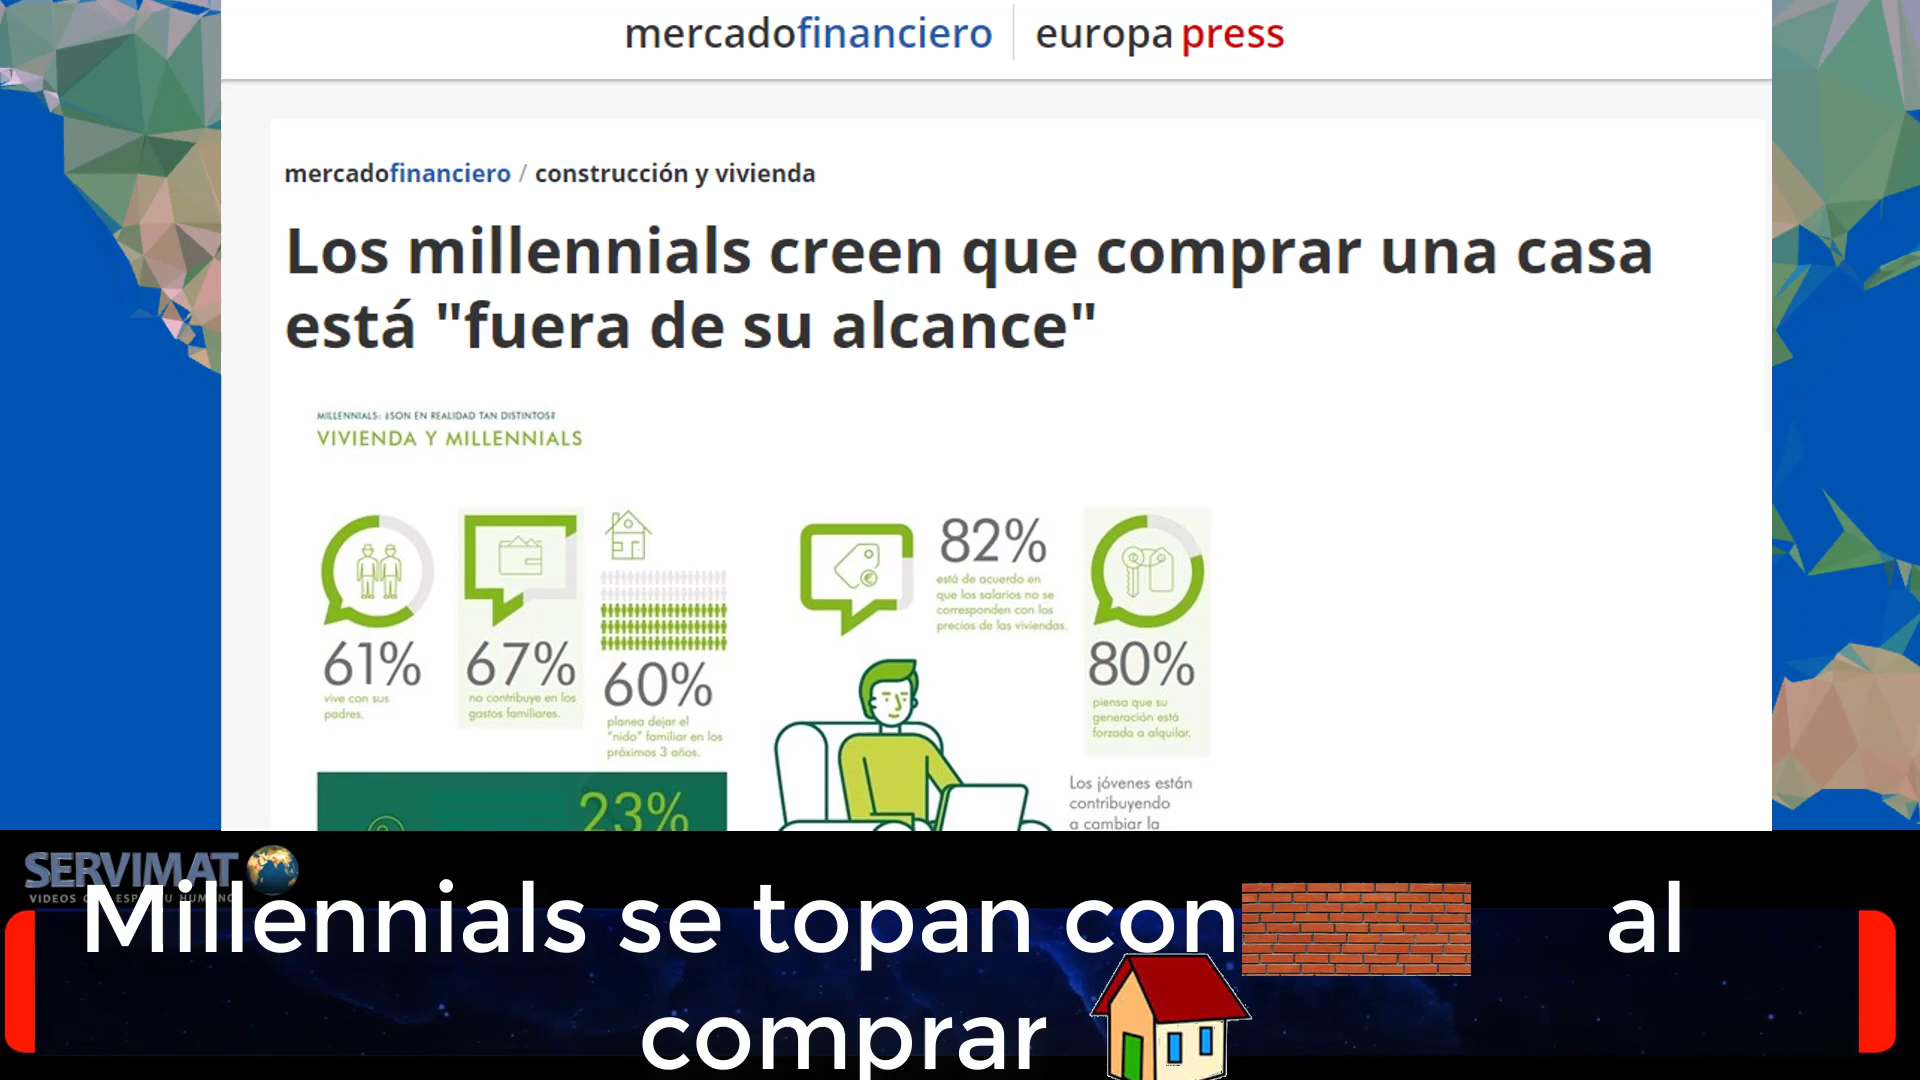 mercadofinanciero europa press
mercadofinanciero / construcción y vivienda
Los millennials creen que comprar una casa
está "fuera de su alcance"
MILLENNIALS: ¿SON EN REALIDAD TAN DISTINTOS?
VIVIENDA Y MILLENNIALS
61%
vive con sus
padres.
67%
no contribuye en los
gastos familiares.
60%
planea dejar el
"nido" familiar en los
próximos 3 años.
82%
está de acuerdo en
que los salarios no se
corresponden con los
precios de las viviendas.
80%
piensa que su
generación está
forzada a alquilar.
23%
Los jóvenes están
contribuyendo
a cambiar la
SERVIMAT
VIDEOS
Millennials se topan con al
comprar